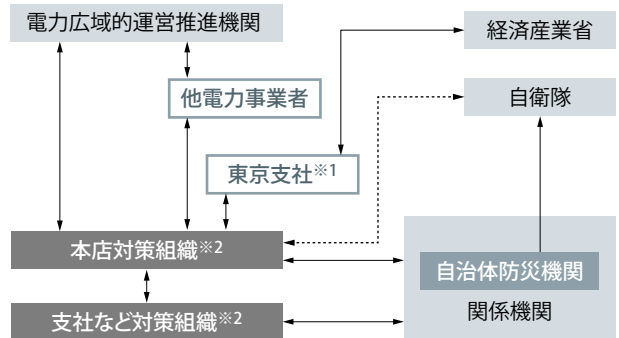 電力広域的運営推進機関
経済産業省
他電力事業者
自衛隊
東京支社※1
本店対策組織※2
自治体防災機関
関係機関
支社など対策組織※2